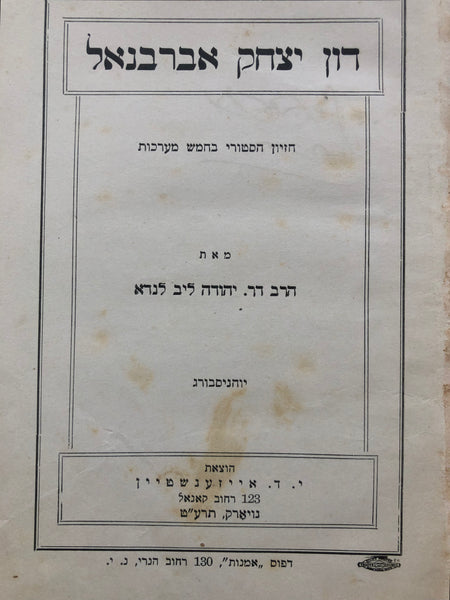 דון יצחק אברבנאל
חזיון הסטורי בחמש מערכות
מאת
הרב דר. יהודה ליב לנדא
יוהניסבורג
הוצאת
י. ד. אייזענשטיין
123 רחוב קאנאל
נויארק, תרע"ט
דפוס „אמנות", 130 רחוב הנרי, נ. י.